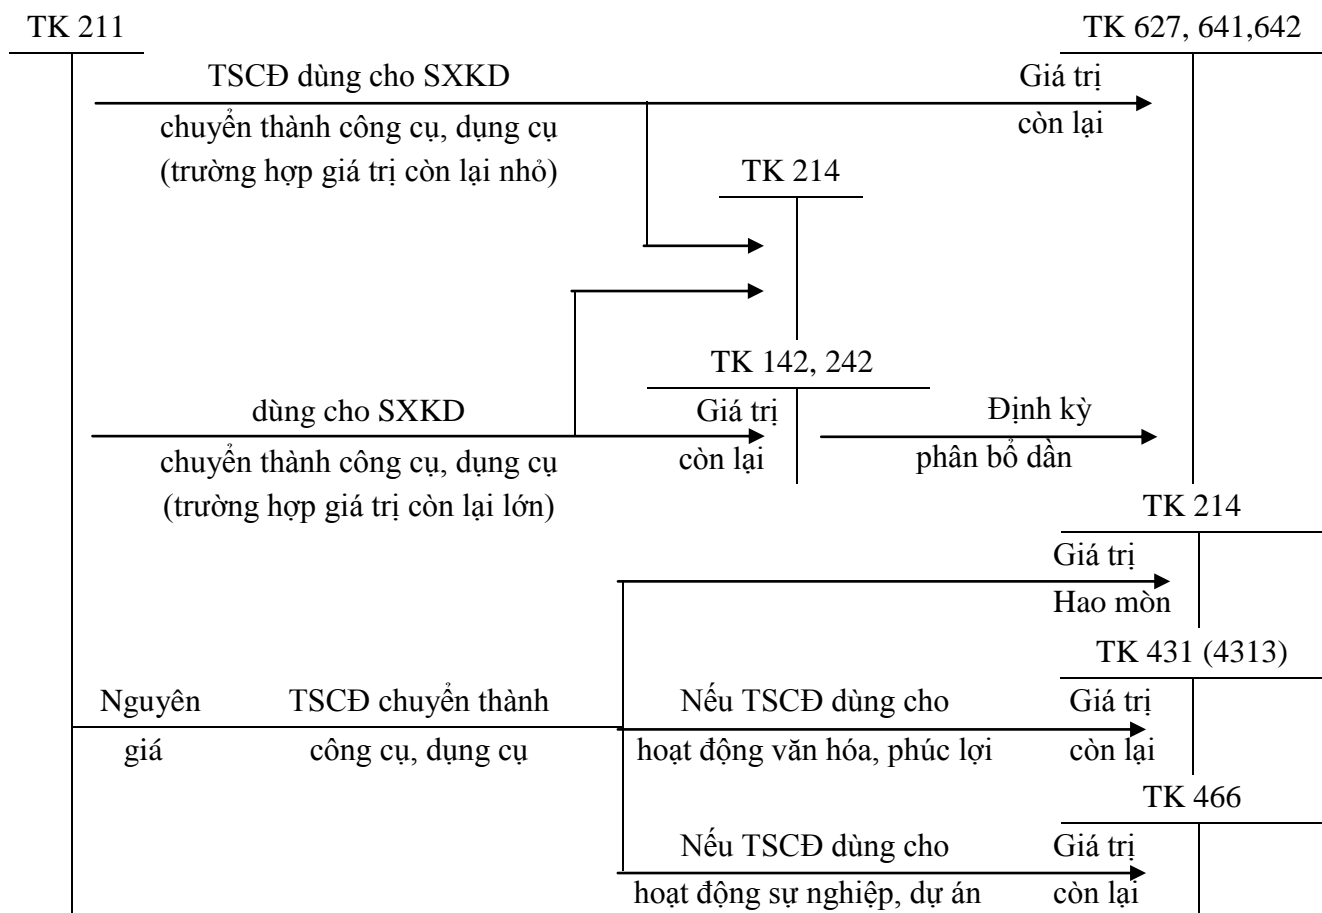 TK 211
TK 627, 641,642
TSCĐ dùng cho SXKD
Giá trị
chuyển thành công cụ, dụng cụ
còn lại
(trường hợp giá trị còn lại nhỏ)
TK 214
TK 142, 242
dùng cho SXKD
Giá trị
Định kỳ
chuyển thành công cụ, dụng cụ
còn lại
phân bổ dần
(trường hợp giá trị còn lại lớn)
TK 214
Giá trị
Hao mòn
TK 431 (4313)
Nguyên
TSCĐ chuyển thành
Nếu TSCĐ dùng cho
Giá trị
giá
công cụ, dụng cụ
hoạt động văn hóa, phúc lợi
còn lại
TK 466
Nếu TSCĐ dùng cho
Giá trị
hoạt động sự nghiệp, dự án
còn lại